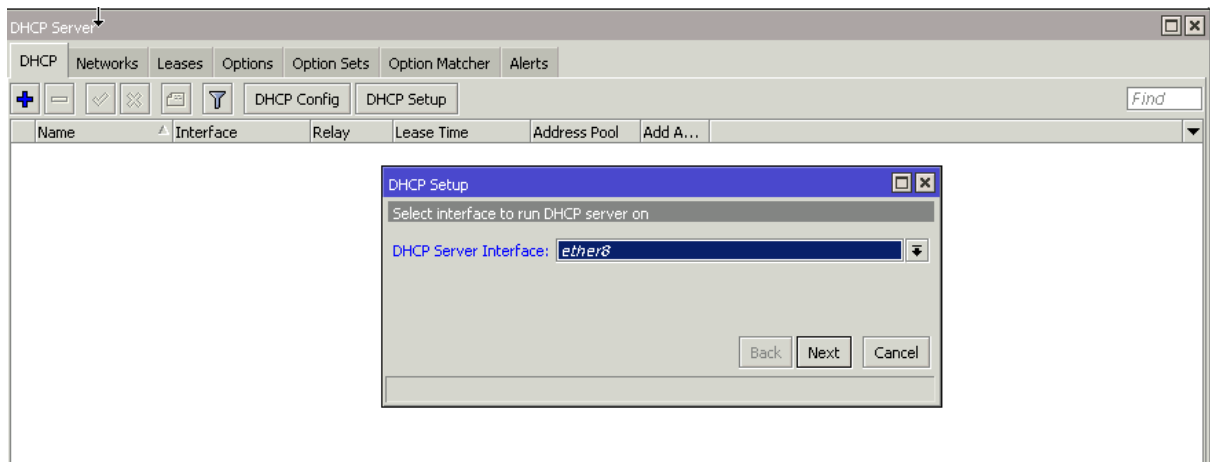 DHCP Server
DHCP Networks Leases Options Option Sets Option Matcher Alerts
DHCP Config DHCP Setup Find
Name Interface Relay Lease Time Address Pool Add A...
DHCP Setup
Select interface to run DHCP server on
DHCP Server Interface: ether8
Back Next Cancel